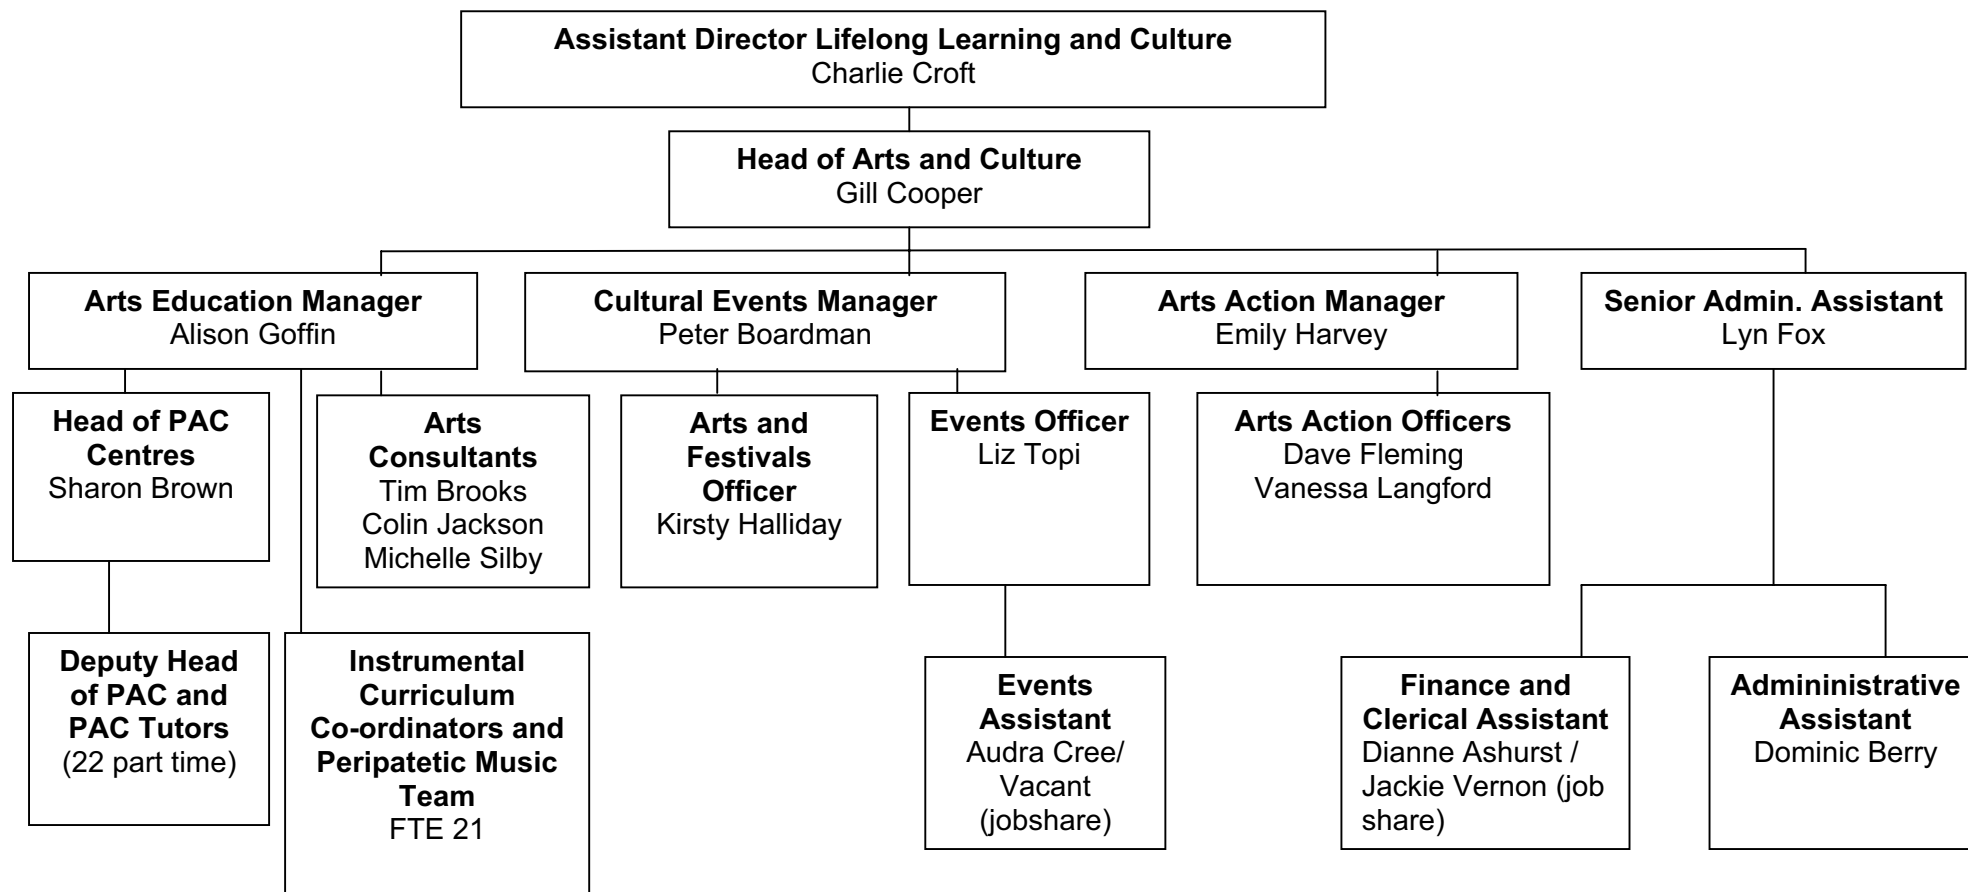 Assistant Director Lifelong Learning and Culture
Charlie Croft
Head of Arts and Culture
Gill Cooper
Arts Education Manager
Alison Goffin
Cultural Events Manager
Peter Boardman
Arts Action Manager
Emily Harvey
Senior Admin. Assistant
Lyn Fox
Head of PAC
Centres
Sharon Brown
Arts
Consultants
Tim Brooks
Colin Jackson
Michelle Silby
Arts and
Festivals
Officer
Kirsty Halliday
Events Officer
Liz Topi
Arts Action Officers
Dave Fleming
Vanessa Langford
Deputy Head
of PAC and
PAC Tutors
(22 part time)
Instrumental
Curriculum
Co-ordinators and
Peripatetic Music
Team
FTE 21
Events
Assistant
Audra Cree/
Vacant
(jobshare)
Finance and
Clerical Assistant
Dianne Ashurst /
Jackie Vernon (job
share)
Admininistrative
Assistant
Dominic Berry